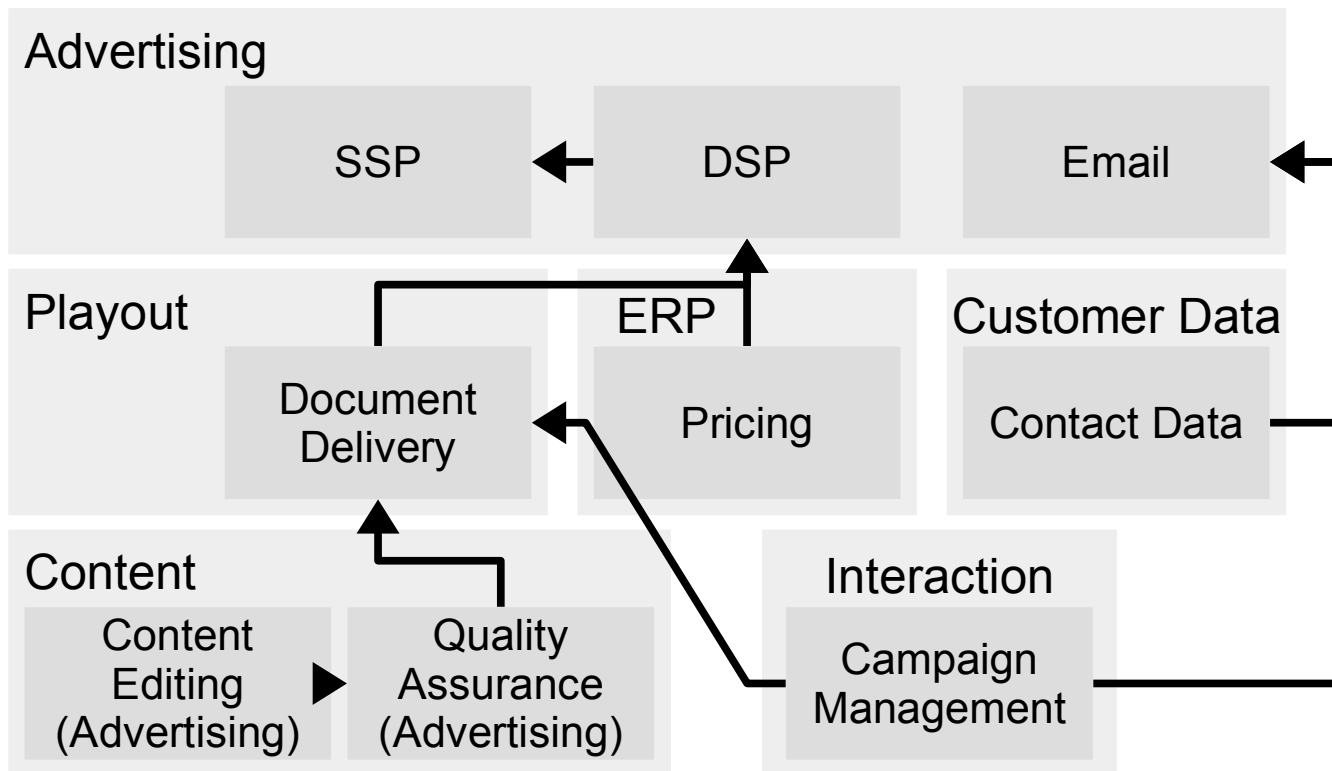 Advertising
SSP
DSP
Email
Playout
ERP
Customer Data
Document
Delivery
Pricing
Contact Data
Content
Content
Editing
(Advertising)
Quality
Assurance
(Advertising)
Interaction
Campaign
Management